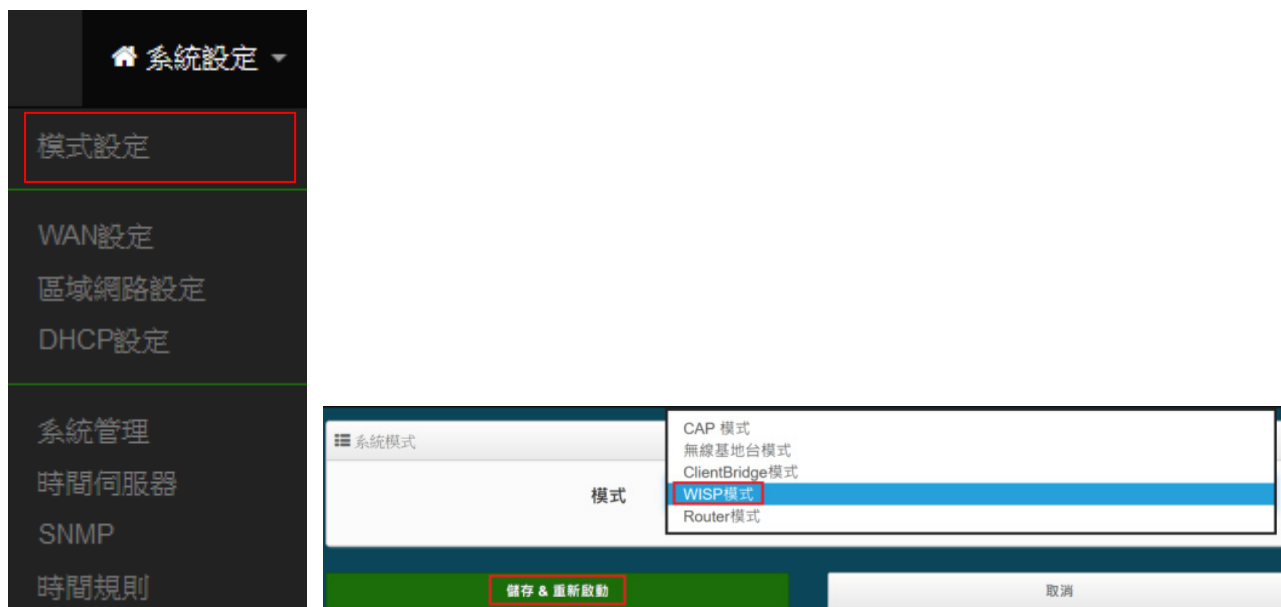 系統設定
模式設定
WAN設定
區域網路設定
DHCP設定
系統管理
時間伺服器
SNMP
時間規則
系統模式
模式
CAP 模式
無線基地台模式
ClientBridge模式
WISP模式
Router模式
儲存 & 重新啟動
取消